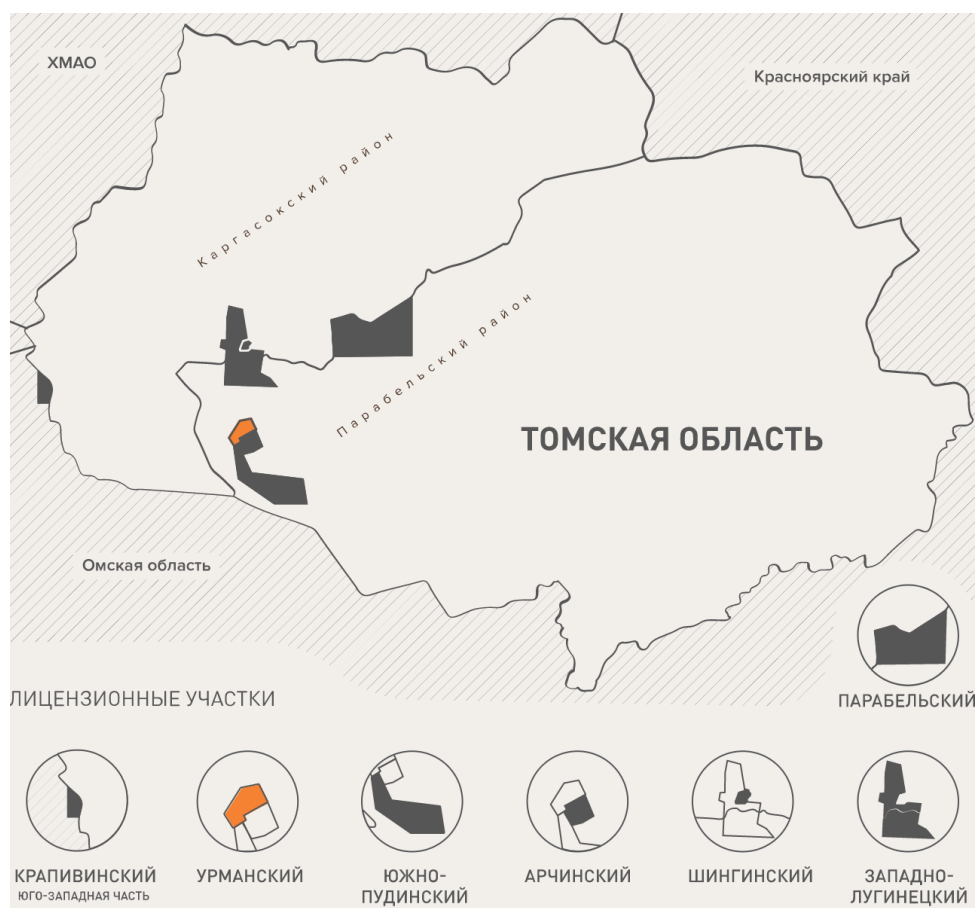 ХМАО
Красноярский край
Каргасокский район
Парабельский район
ТОМСКАЯ ОБЛАСТЬ
Омская область
ЛИЦЕНЗИОННЫЕ УЧАСТКИ
ПАРАБЕЛЬСКИЙ
КРАПИВИНСКИЙ
ЮГО-ЗАПАДНАЯ ЧАСТЬ
УРМАНСКИЙ
ЮЖНО-
ПУДИНСКИЙ
АРЧИНСКИЙ
ШИНГИНСКИЙ
ЗАПАДНО-
ЛУГИНЕЦКИЙ